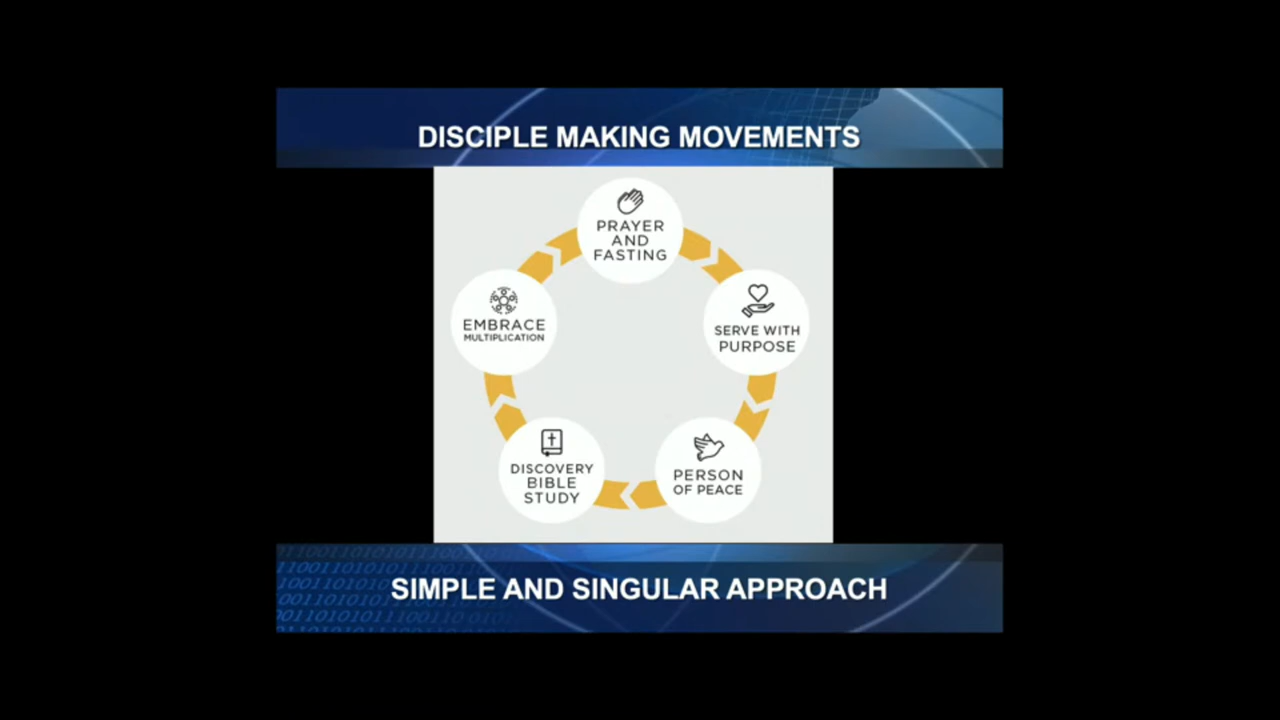 DISCIPLE MAKING MOVEMENTS
PRAYER
AND
FASTING
SERVE WITH
PURPOSE
PERSON
OF PEACE
DISCOVERY
BIBLE
STUDY
EMBRACE
MULTIPLICATION
SIMPLE AND SINGULAR APPROACH